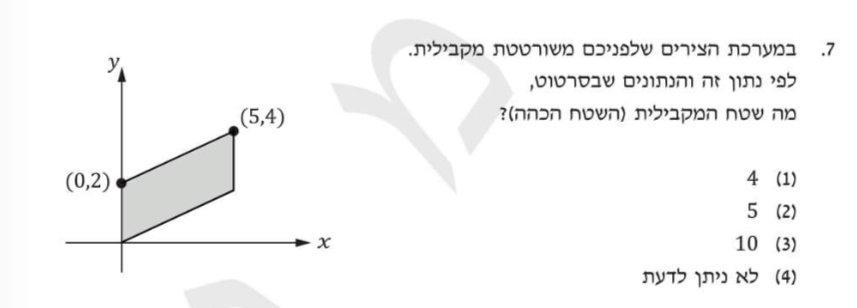 7. במערכת הצירים שלפניכם משורטטת מקבילית.
לפי נתון זה והנתונים שבסרטוט,
מה שטח המקבילית (השטח הכהה)?
(1) 4
(2) 5
(3) 10
(4) לא ניתן לדעת
y
(5,4)
(0,2)
x